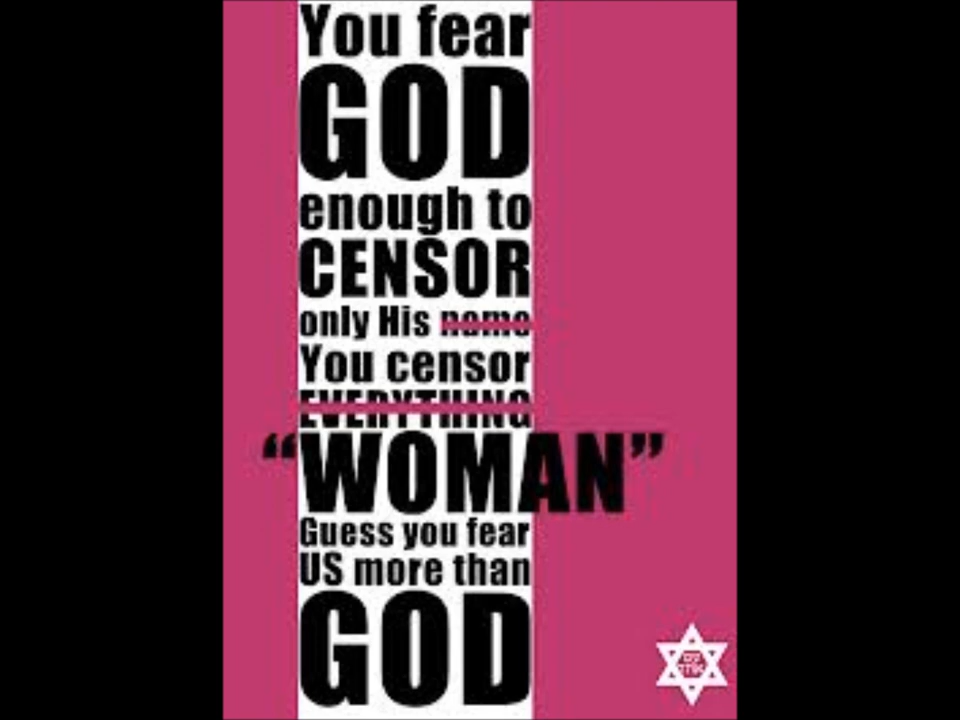 You fear
GOD
enough to
CENSOR
only His name
You censor
EVERYTHING
“WOMAN”
Guess you fear
US more than
GOD